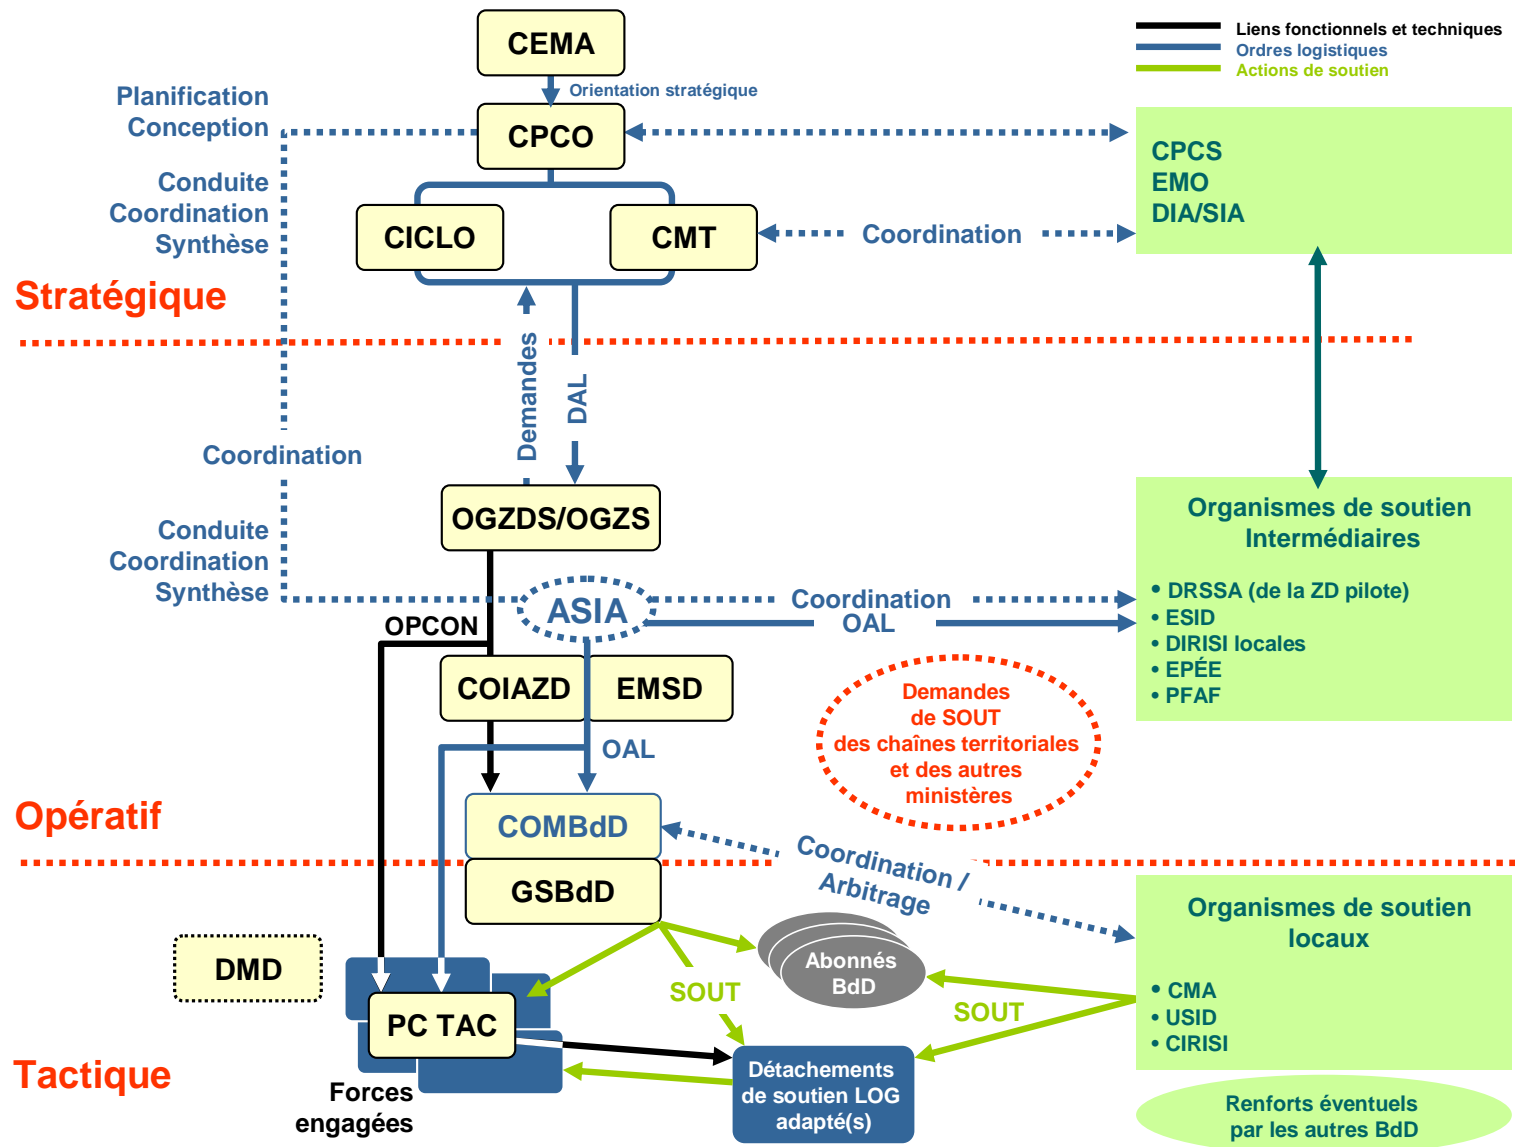 CEMA
Liens fonctionnels et techniques
Ordres logistiques
Actions de soutien
Orientation stratégique
Planification
Conception
CPCO
CPCS
EMO
DIA/SIA
Conduite
Coordination
Synthèse
CICLO
CMT
Coordination
Stratégique
Demandes
DAL
Coordination
OGZDS/OGZS
Organismes de soutien
Intermédiaires
• DRSSA (de la ZD pilote)
• ESID
• DIRISI locales
• EPÉE
• PFAF
Conduite
Coordination
Synthèse
ASIA
Coordination
OAL
OPCON
COIAZD
EMSD
Demandes
de SOUT
des chaînes territoriales
et des autres
ministères
OAL
Opératif
COMBdD
Coordination /
Arbitrage
GSBdD
Organismes de soutien
locaux
• CMA
• USID
• CIRISI
DMD
Abonnés
BdD
SOUT
SOUT
PC TAC
Tactique
Forces
engagées
Détachements
de soutien LOG
adapté(s)
Renforts éventuels
par les autres BdD